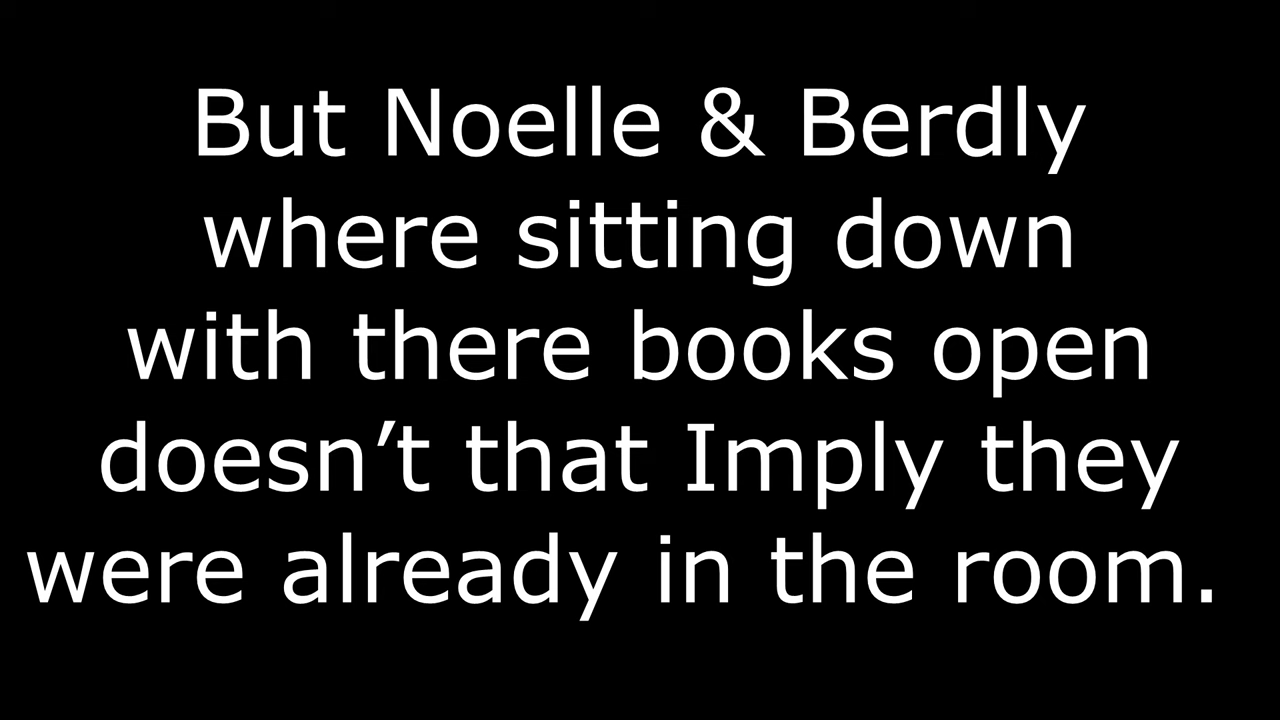 But Noelle & Berdly
where sitting down
with there books open
doesn’t that Imply they
were already in the room.